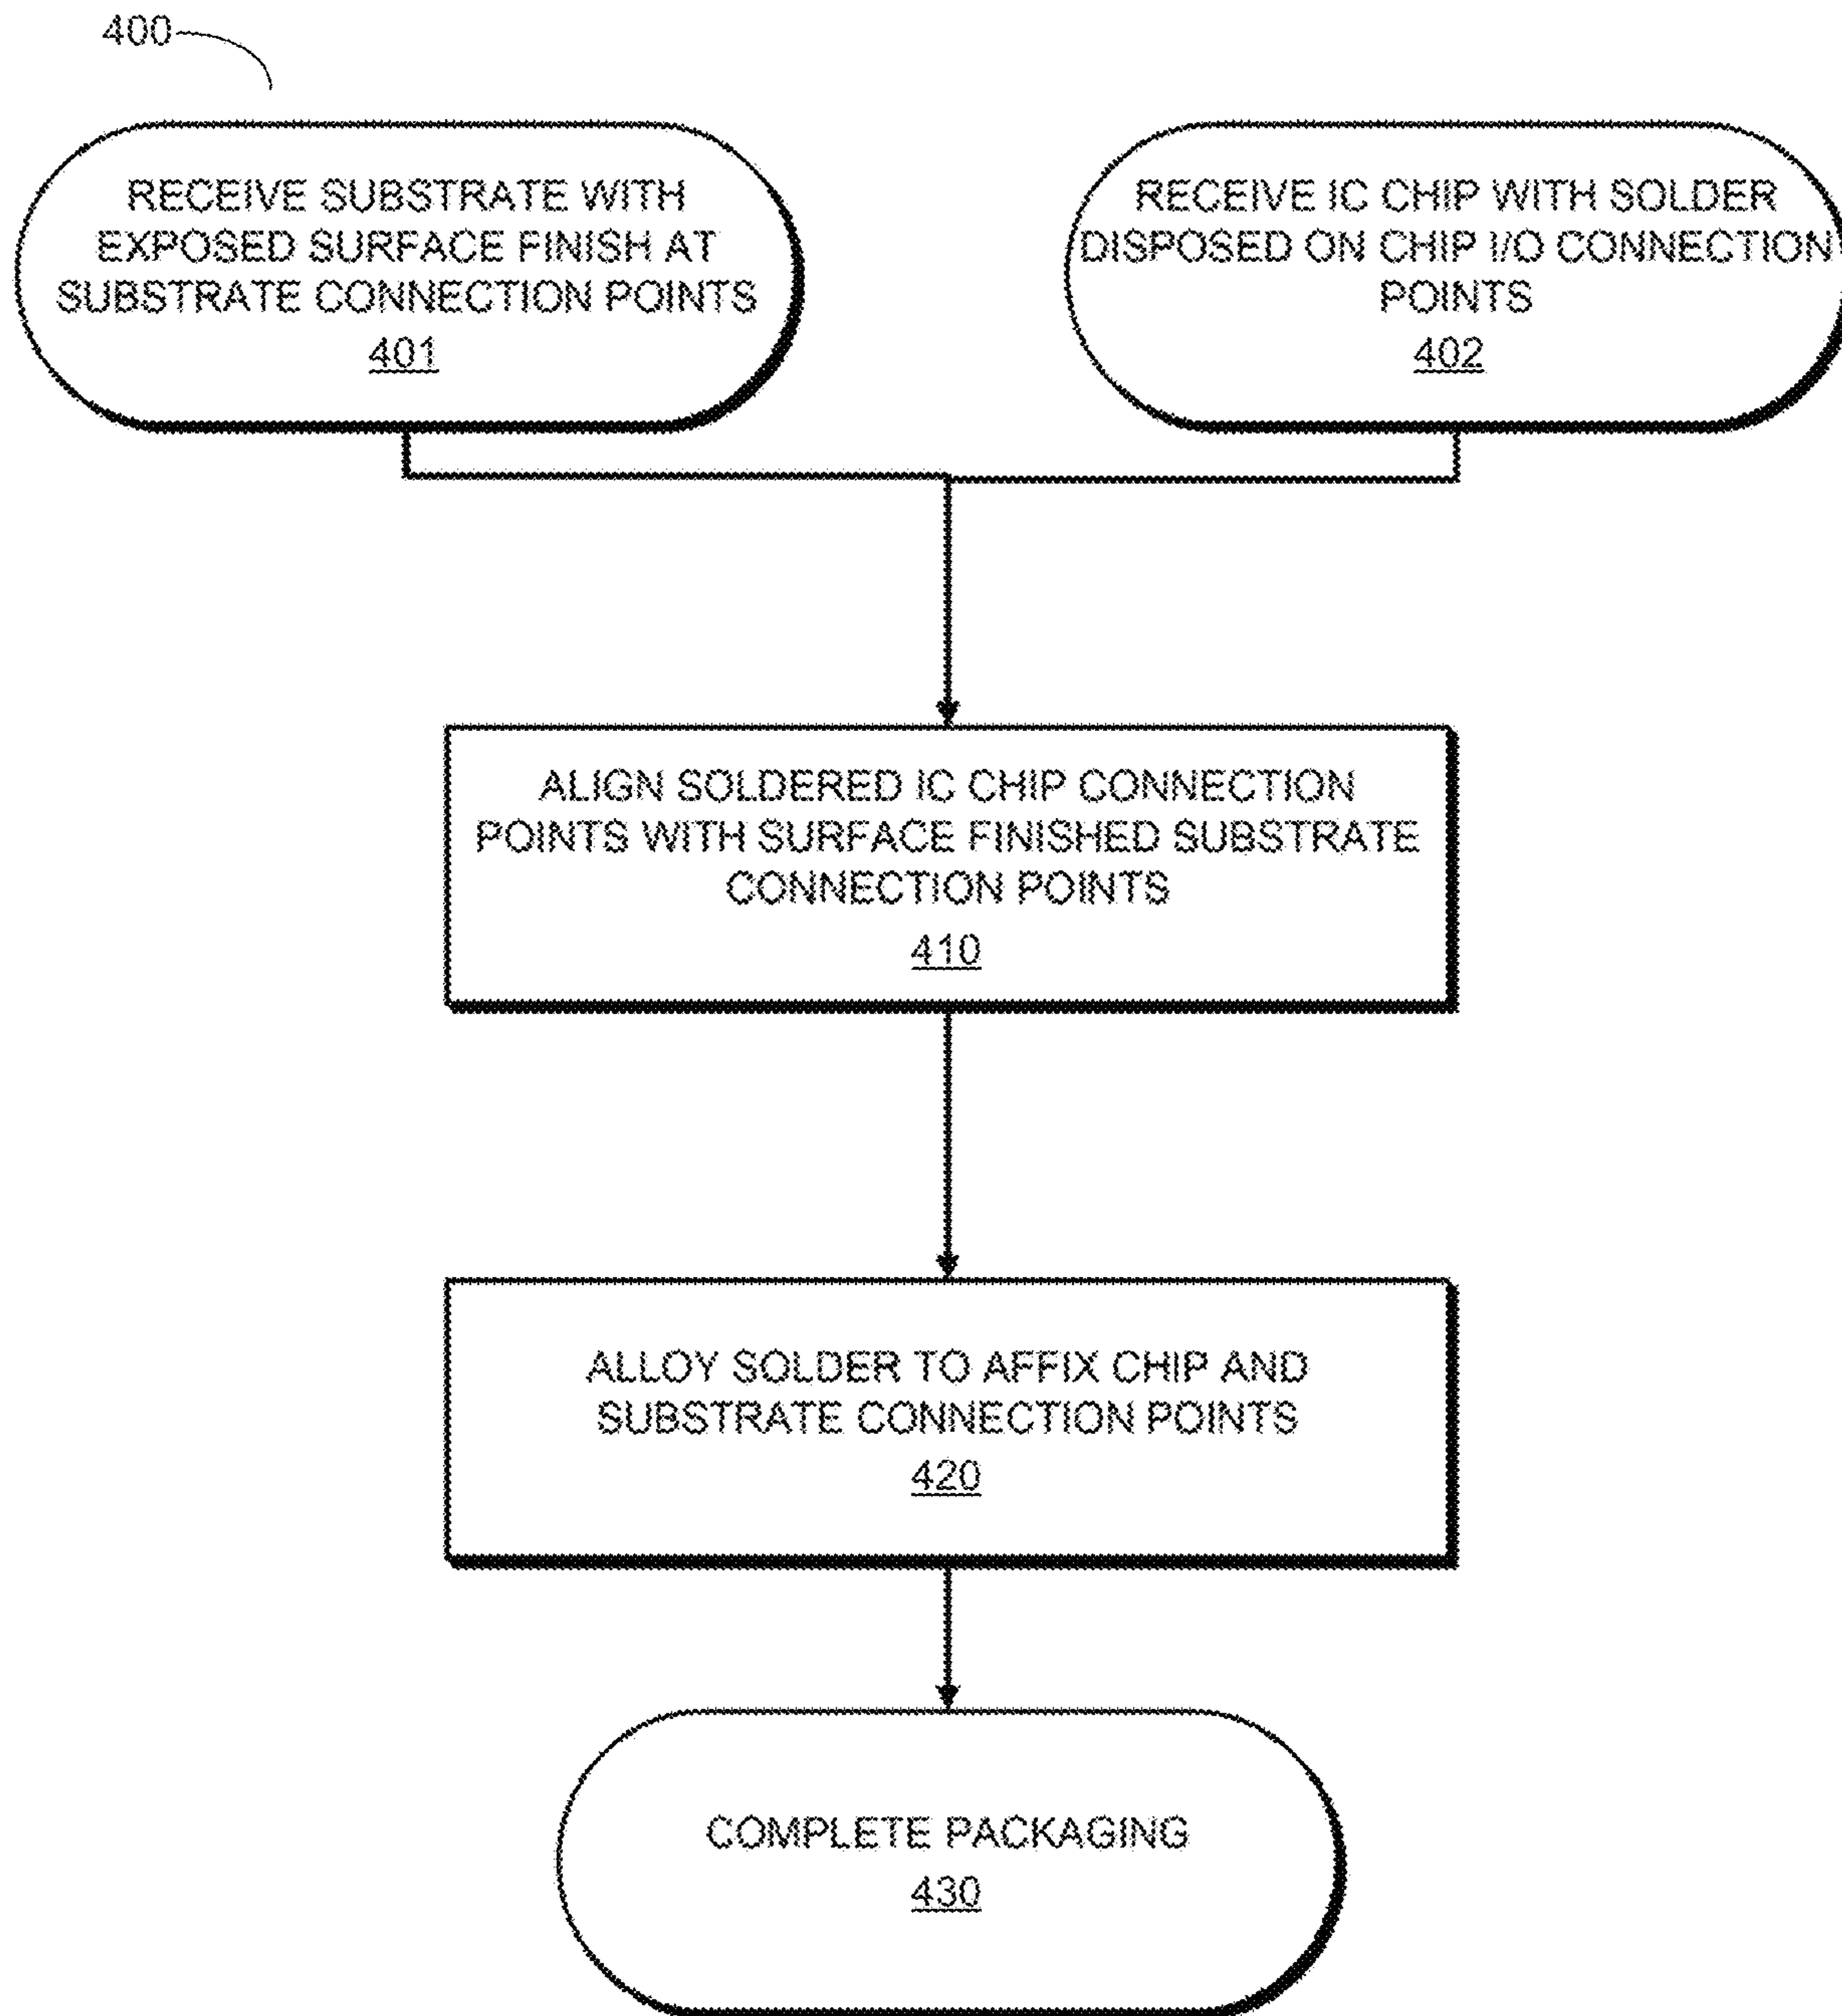 400
RECEIVE SUBSTRATE WITH
EXPOSED SURFACE FINISH AT
SUBSTRATE CONNECTION POINTS
401
RECEIVE IC CHIP WITH SOLDER
DISPOSED ON CHIP I/O CONNECTION
POINTS
402
ALIGN SOLDERED IC CHIP CONNECTION
POINTS WITH SURFACE FINISHED SUBSTRATE
CONNECTION POINTS
410
ALLOY SOLDER TO AFFIX CHIP AND
SUBSTRATE CONNECTION POINTS
420
COMPLETE PACKAGING
430